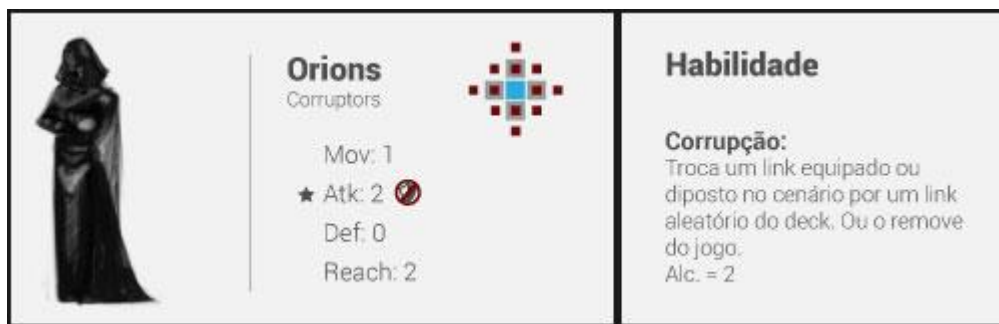 Orions
Corruptors
Mov: 1
Atk: 2
Def: 0
Reach: 2
Habilidade
Corrupção:
Troca um link equipado ou
diposto no cenário por um link
aleatório do deck. Ou o remove
do jogo.
Alc. = 2